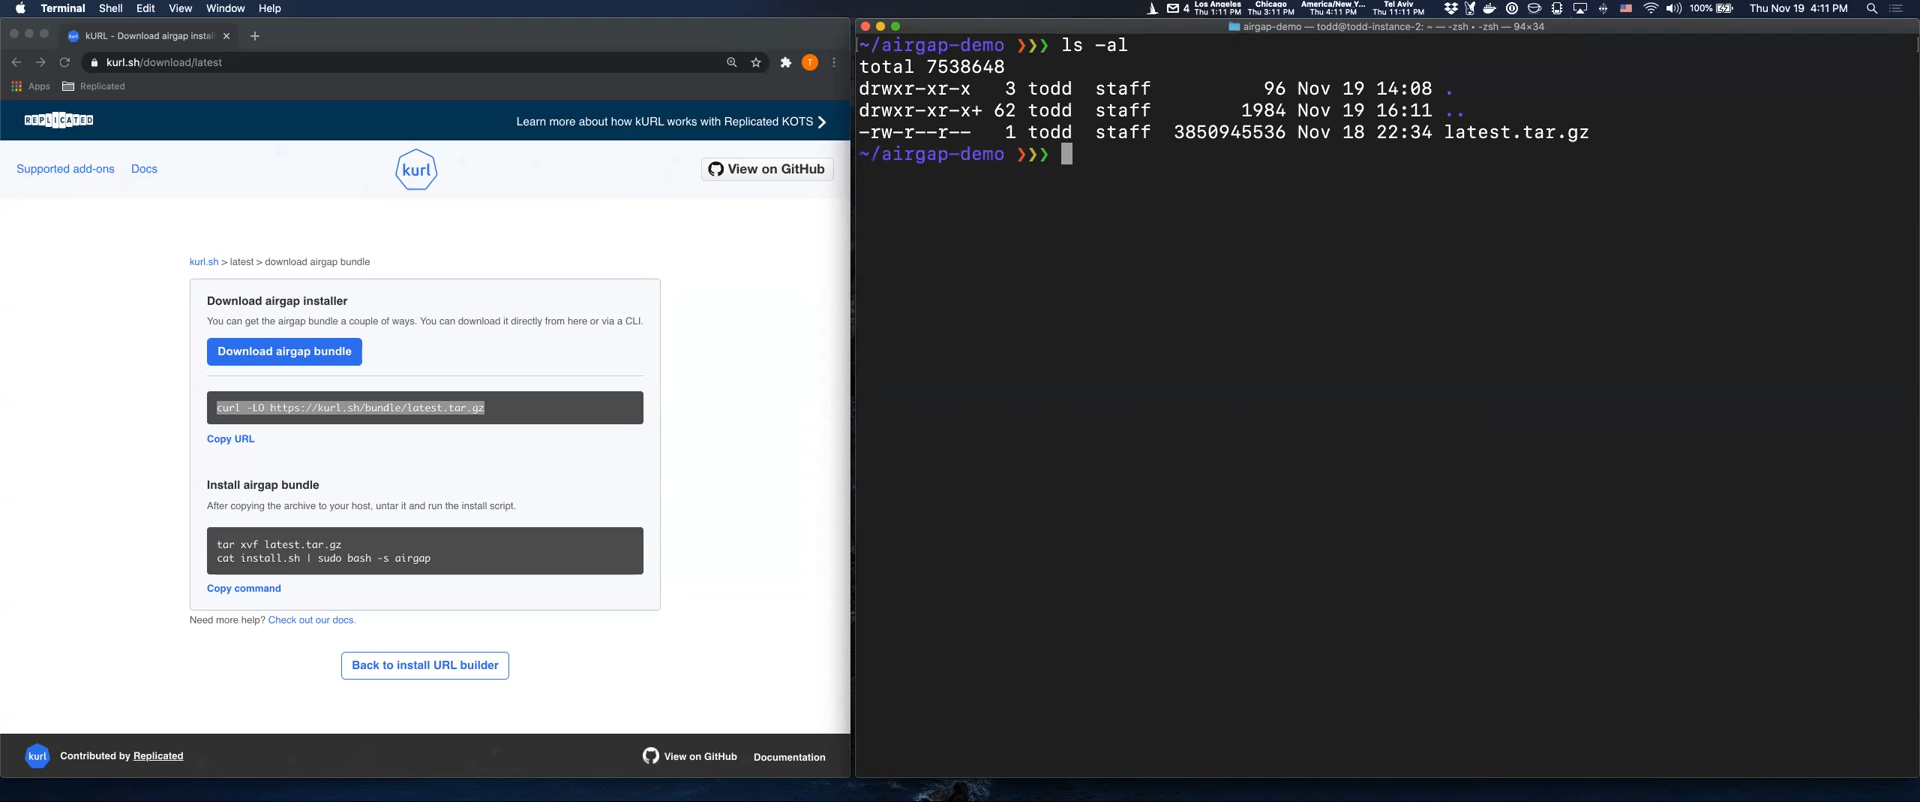 Terminal Shell Edit View Window Help
4 Los Angeles Thu 1:11 PM Chicago Thu 3:11 PM America/New Y... Thu 4:11 PM Tel Aviv Thu 11:11 PM 100% Thu Nov 19 4:11 PM
kURL - Download airgap instal
airgap-demo — todd@todd-instance-2: ~ — -zsh ▸ -zsh — 94×34
kurl.sh/download/latest
T
Apps Replicated
REPLICATED
Learn more about how kURL works with Replicated KOTS
Supported add-ons Docs
kurl
View on GitHub
kurl.sh > latest > download airgap bundle
Download airgap installer
You can get the airgap bundle a couple of ways. You can download it directly from here or via a CLI.
Download airgap bundle
curl -LO https://kurl.sh/bundle/latest.tar.gz
Copy URL
Install airgap bundle
After copying the archive to your host, untar it and run the install script.
tar xvf latest.tar.gz
cat install.sh | sudo bash -s airgap
Copy command
Need more help? Check out our docs.
Back to install URL builder
kurl Contributed by Replicated
View on GitHub Documentation
~/airgap-demo ❯❯❯ ls -al
total 7538648
drwxr-xr-x 3 todd staff 96 Nov 19 14:08 .
drwxr-xr-x+ 62 todd staff 1984 Nov 19 16:11 ..
-rw-r--r-- 1 todd staff 3850945536 Nov 18 22:34 latest.tar.gz
~/airgap-demo ❯❯❯